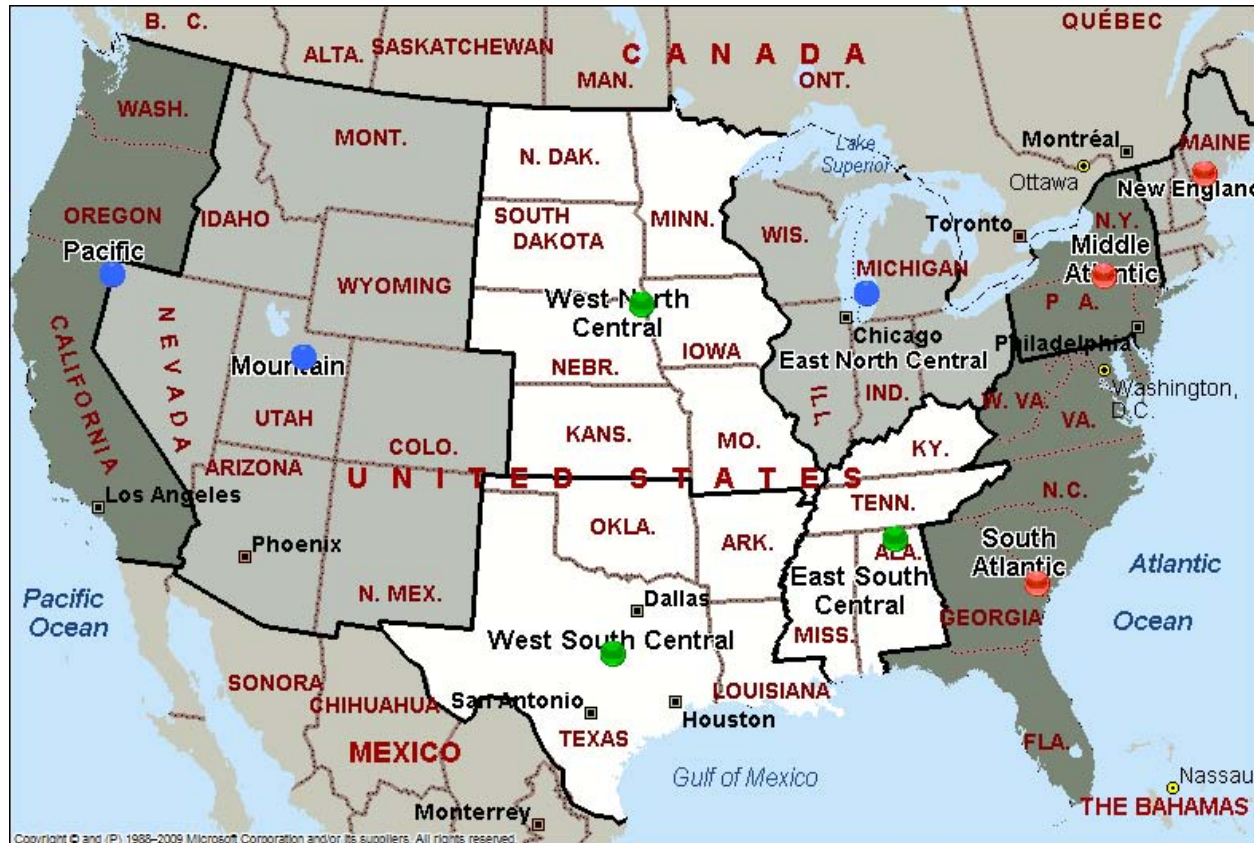 B. C.
ALTA.
SASKATCHEWAN
MAN.
CANADA
ONT.
QUÉBEC
WASH.
MONT.
N. DAK.
MINN.
Lake
Superior
Montréal
Ottawa
MAINE
New England
OREGON
IDAHO
SOUTH
DAKOTA
WIS.
MICHIGAN
Toronto
N.Y.
Middle
Atlantic
Pacific
WYOMING
West North
Central
P A.
NEVADA
CALIFORNIA
Mountain
UTAH
COLO.
NEBR.
IOWA
Chicago
East North Central
Philadelphia
Washington,
D.C.
ILL
IND.
W. VA.
VA.
KANS.
MO.
KY.
ARIZONA
UNITED STATES
Los Angeles
Phoenix
N. MEX.
OKLA.
ARK.
TENN.
N.C.
ALA.
East South
Central
MISS.
South
Atlantic
GEORGIA
Atlantic
Ocean
Pacific
Ocean
Dallas
West South Central
San Antonio
Houston
TEXAS
LOUISIANA
SONORA
CHIHUAHUA
MEXICO
Monterrey
Gulf of Mexico
FLA.
Nassau
THE BAHAMAS
Copyright © and (P) 1988–2009 Microsoft Corporation and/or its suppliers. All rights reserved.